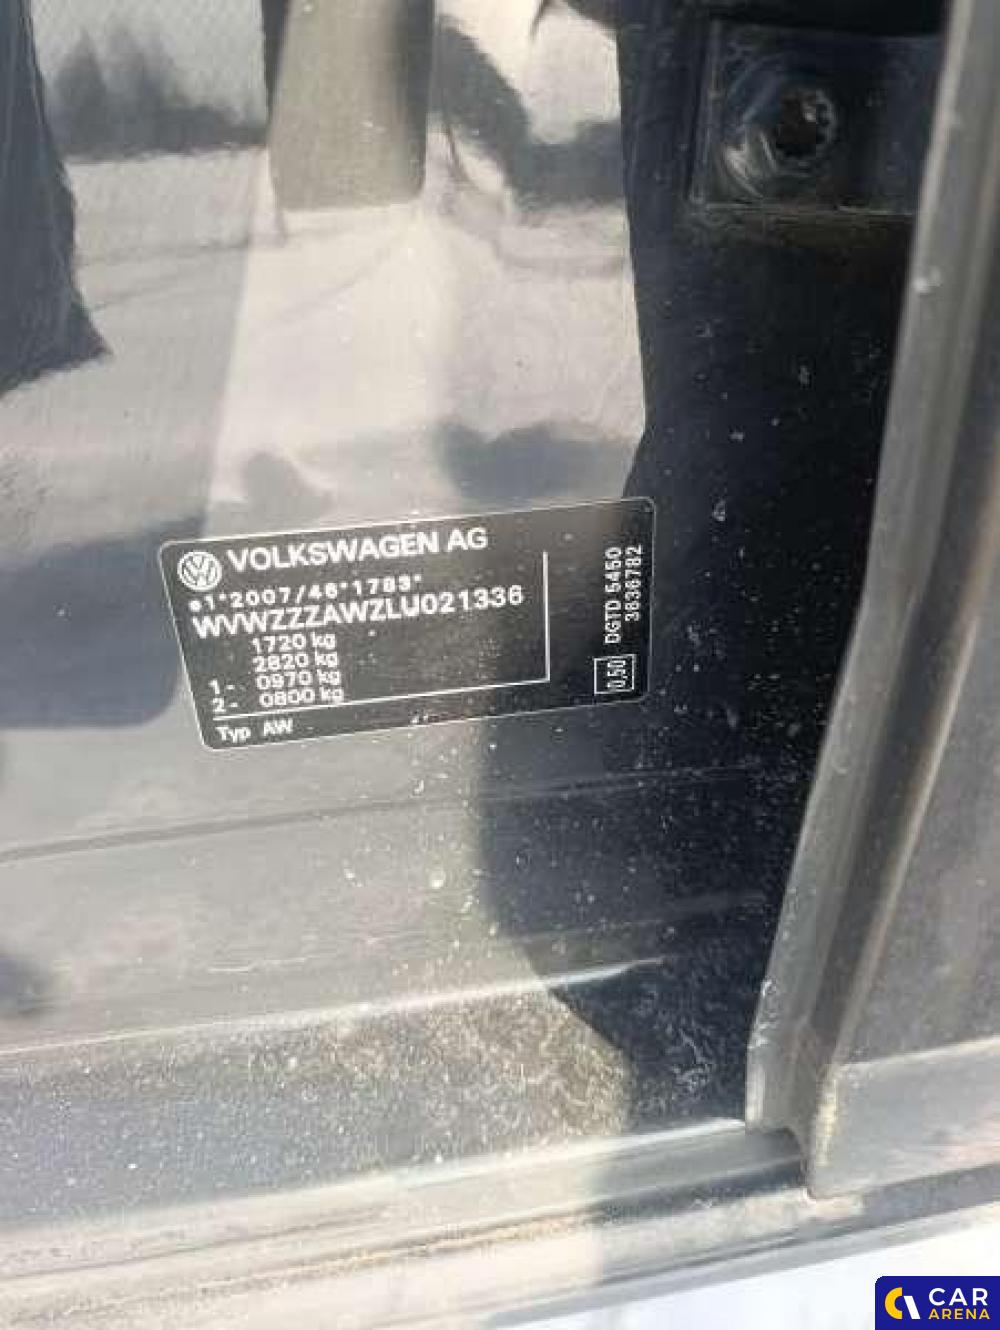 VOLKSWAGEN AG
e1*2007/46*1783*
WVWZZZAWZLU021336
1720 kg
2820 kg
1- 0970 kg
2- 0800 kg
Typ AW
DGTD 5450
3836782
0,50
CAR
ARENA